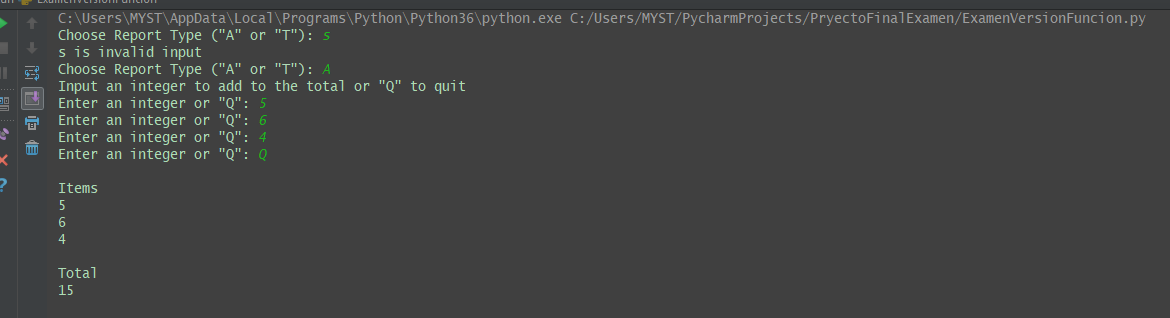 ExamenVersionFuncion
C:\Users\MYST\AppData\Local\Programs\Python\Python36\python.exe C:/Users/MYST/PycharmProjects/PryectoFinalExamen/ExamenVersionFuncion.py
Choose Report Type ("A" or "T"): s
s is invalid input
Choose Report Type ("A" or "T"): A
Input an integer to add to the total or "Q" to quit
Enter an integer or "Q": 5
Enter an integer or "Q": 6
Enter an integer or "Q": 4
Enter an integer or "Q": Q
Items
5
6
4
Total
15